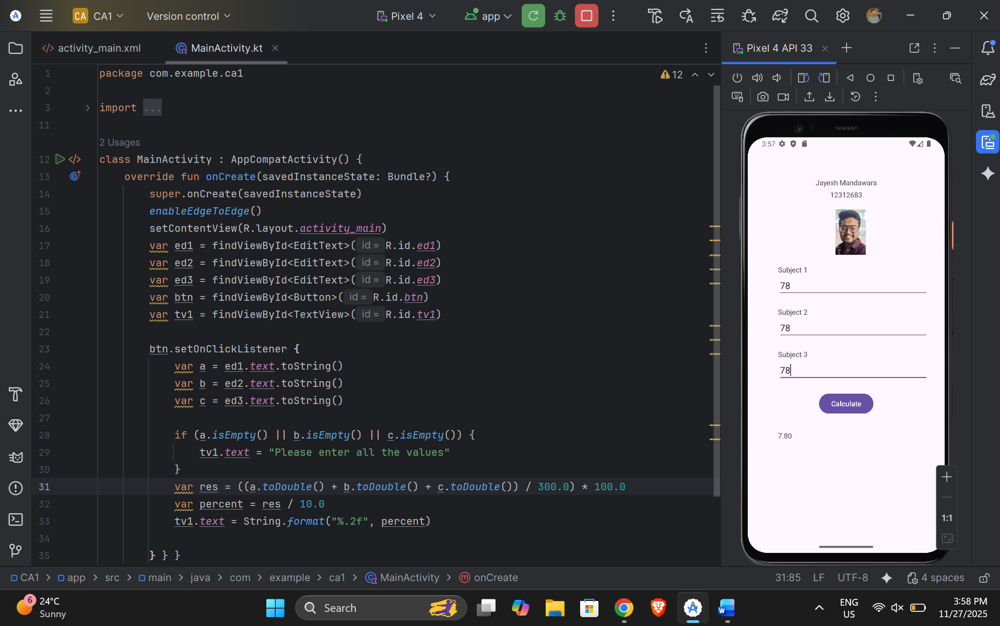 CA CA1 Version control Pixel 4 app
activity_main.xml MainActivity.kt Pixel 4 API 33
1 package com.example.ca1 12
2
3 import ...
11
2 Usages
12 class MainActivity : AppCompatActivity() {
13 override fun onCreate(savedInstanceState: Bundle?) {
14 super.onCreate(savedInstanceState)
15 enableEdgeToEdge()
16 setContentView(R.layout.activity_main)
17 var ed1 = findViewById<EditText>( id = R.id.ed1)
18 var ed2 = findViewById<EditText>( id = R.id.ed2)
19 var ed3 = findViewById<EditText>( id = R.id.ed3)
20 var btn = findViewById<Button>( id = R.id.btn)
21 var tv1 = findViewById<TextView>( id = R.id.tv1)
22
23 btn.setOnClickListener {
24 var a = ed1.text.toString()
25 var b = ed2.text.toString()
26 var c = ed3.text.toString()
27
28 if (a.isEmpty() || b.isEmpty() || c.isEmpty()) {
29 tv1.text = "Please enter all the values"
30 }
31 var res = ((a.toDouble() + b.toDouble() + c.toDouble()) / 300.0) * 100.0
32 var percent = res / 10.0
33 tv1.text = String.format("%.2f", percent)
34
35 } } }
3:57
Jayesh Mandawara
12312683
Subject 1
78
Subject 2
78
Subject 3
78
Calculate
7.80
1:1
CA1 > app > src > main > java > com > example > ca1 > MainActivity > onCreate
31:85 LF UTF-8 4 spaces
6 24°C
Sunny
Search
ENG
US
3:58 PM
11/27/2025